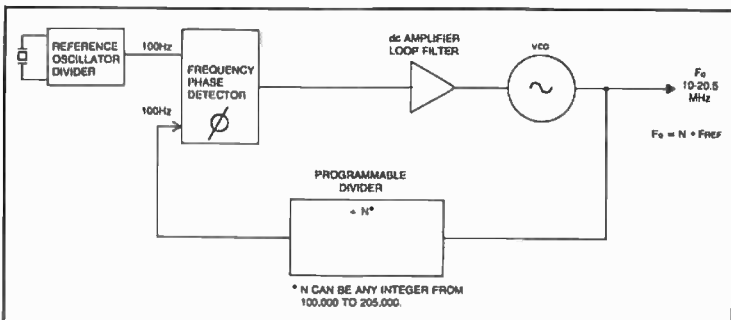 REFERENCE
OSCILLATOR
DIVIDER
100Hz
100Hz
FREQUENCY
PHASE
DETECTOR
Ø
dc AMPLIFIER
LOOP FILTER
VCO
~
Fo
10-20.5
MHz
Fo = N • FREF
PROGRAMMABLE
DIVIDER
÷ N*
* N CAN BE ANY INTEGER FROM
100,000 TO 205,000.